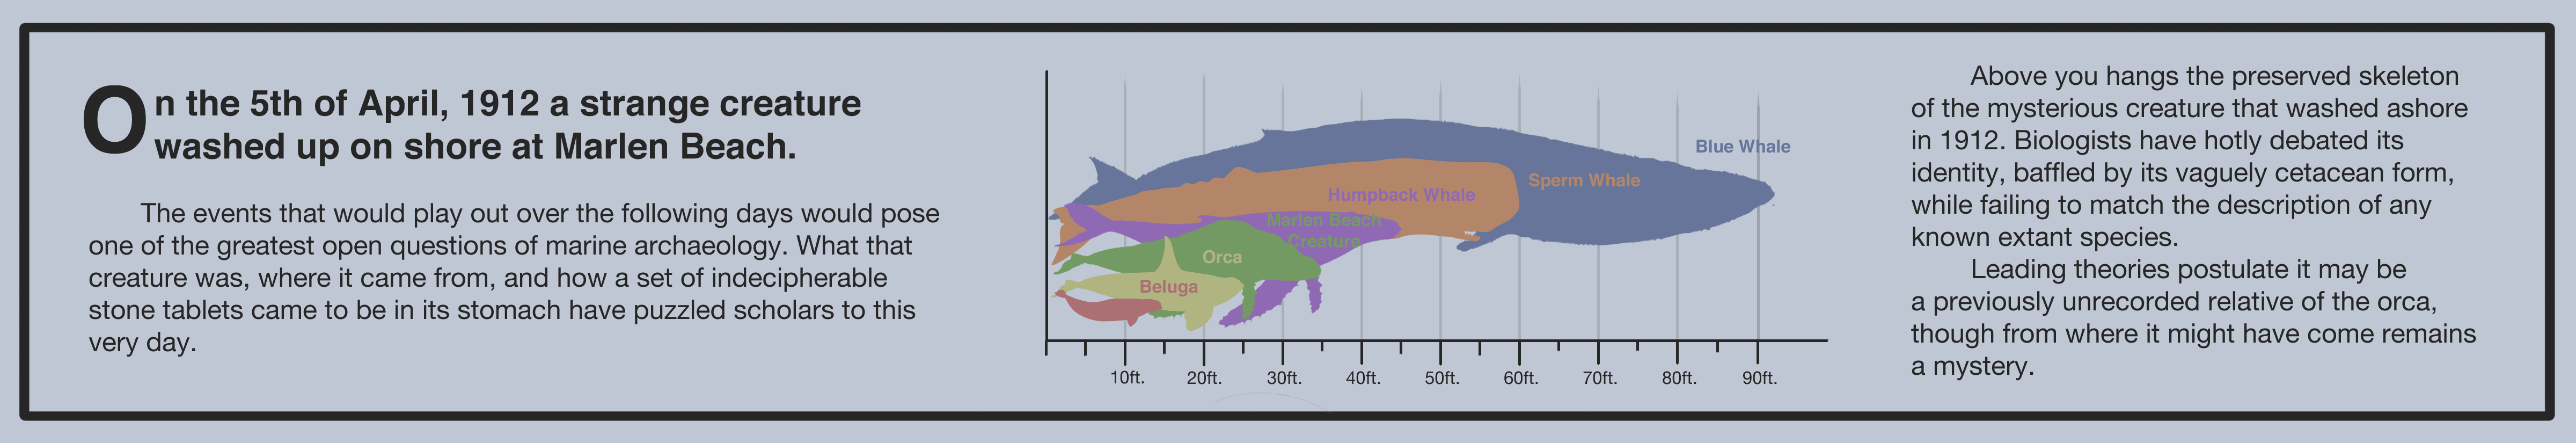 On the 5th of April, 1912 a strange creature
washed up on shore at Marlen Beach.
The events that would play out over the following days would pose
one of the greatest open questions of marine archaeology. What that
creature was, where it came from, and how a set of indecipherable
stone tablets came to be in its stomach have puzzled scholars to this
very day.
Blue Whale
Sperm Whale
Humpback Whale
Marlen Beach
Creature
Orca
Beluga
10ft. 20ft. 30ft. 40ft. 50ft. 60ft. 70ft. 80ft. 90ft.
Above you hangs the preserved skeleton
of the mysterious creature that washed ashore
in 1912. Biologists have hotly debated its
identity, baffled by its vaguely cetacean form,
while failing to match the description of any
known extant species.
Leading theories postulate it may be
a previously unrecorded relative of the orca,
though from where it might have come remains
a mystery.